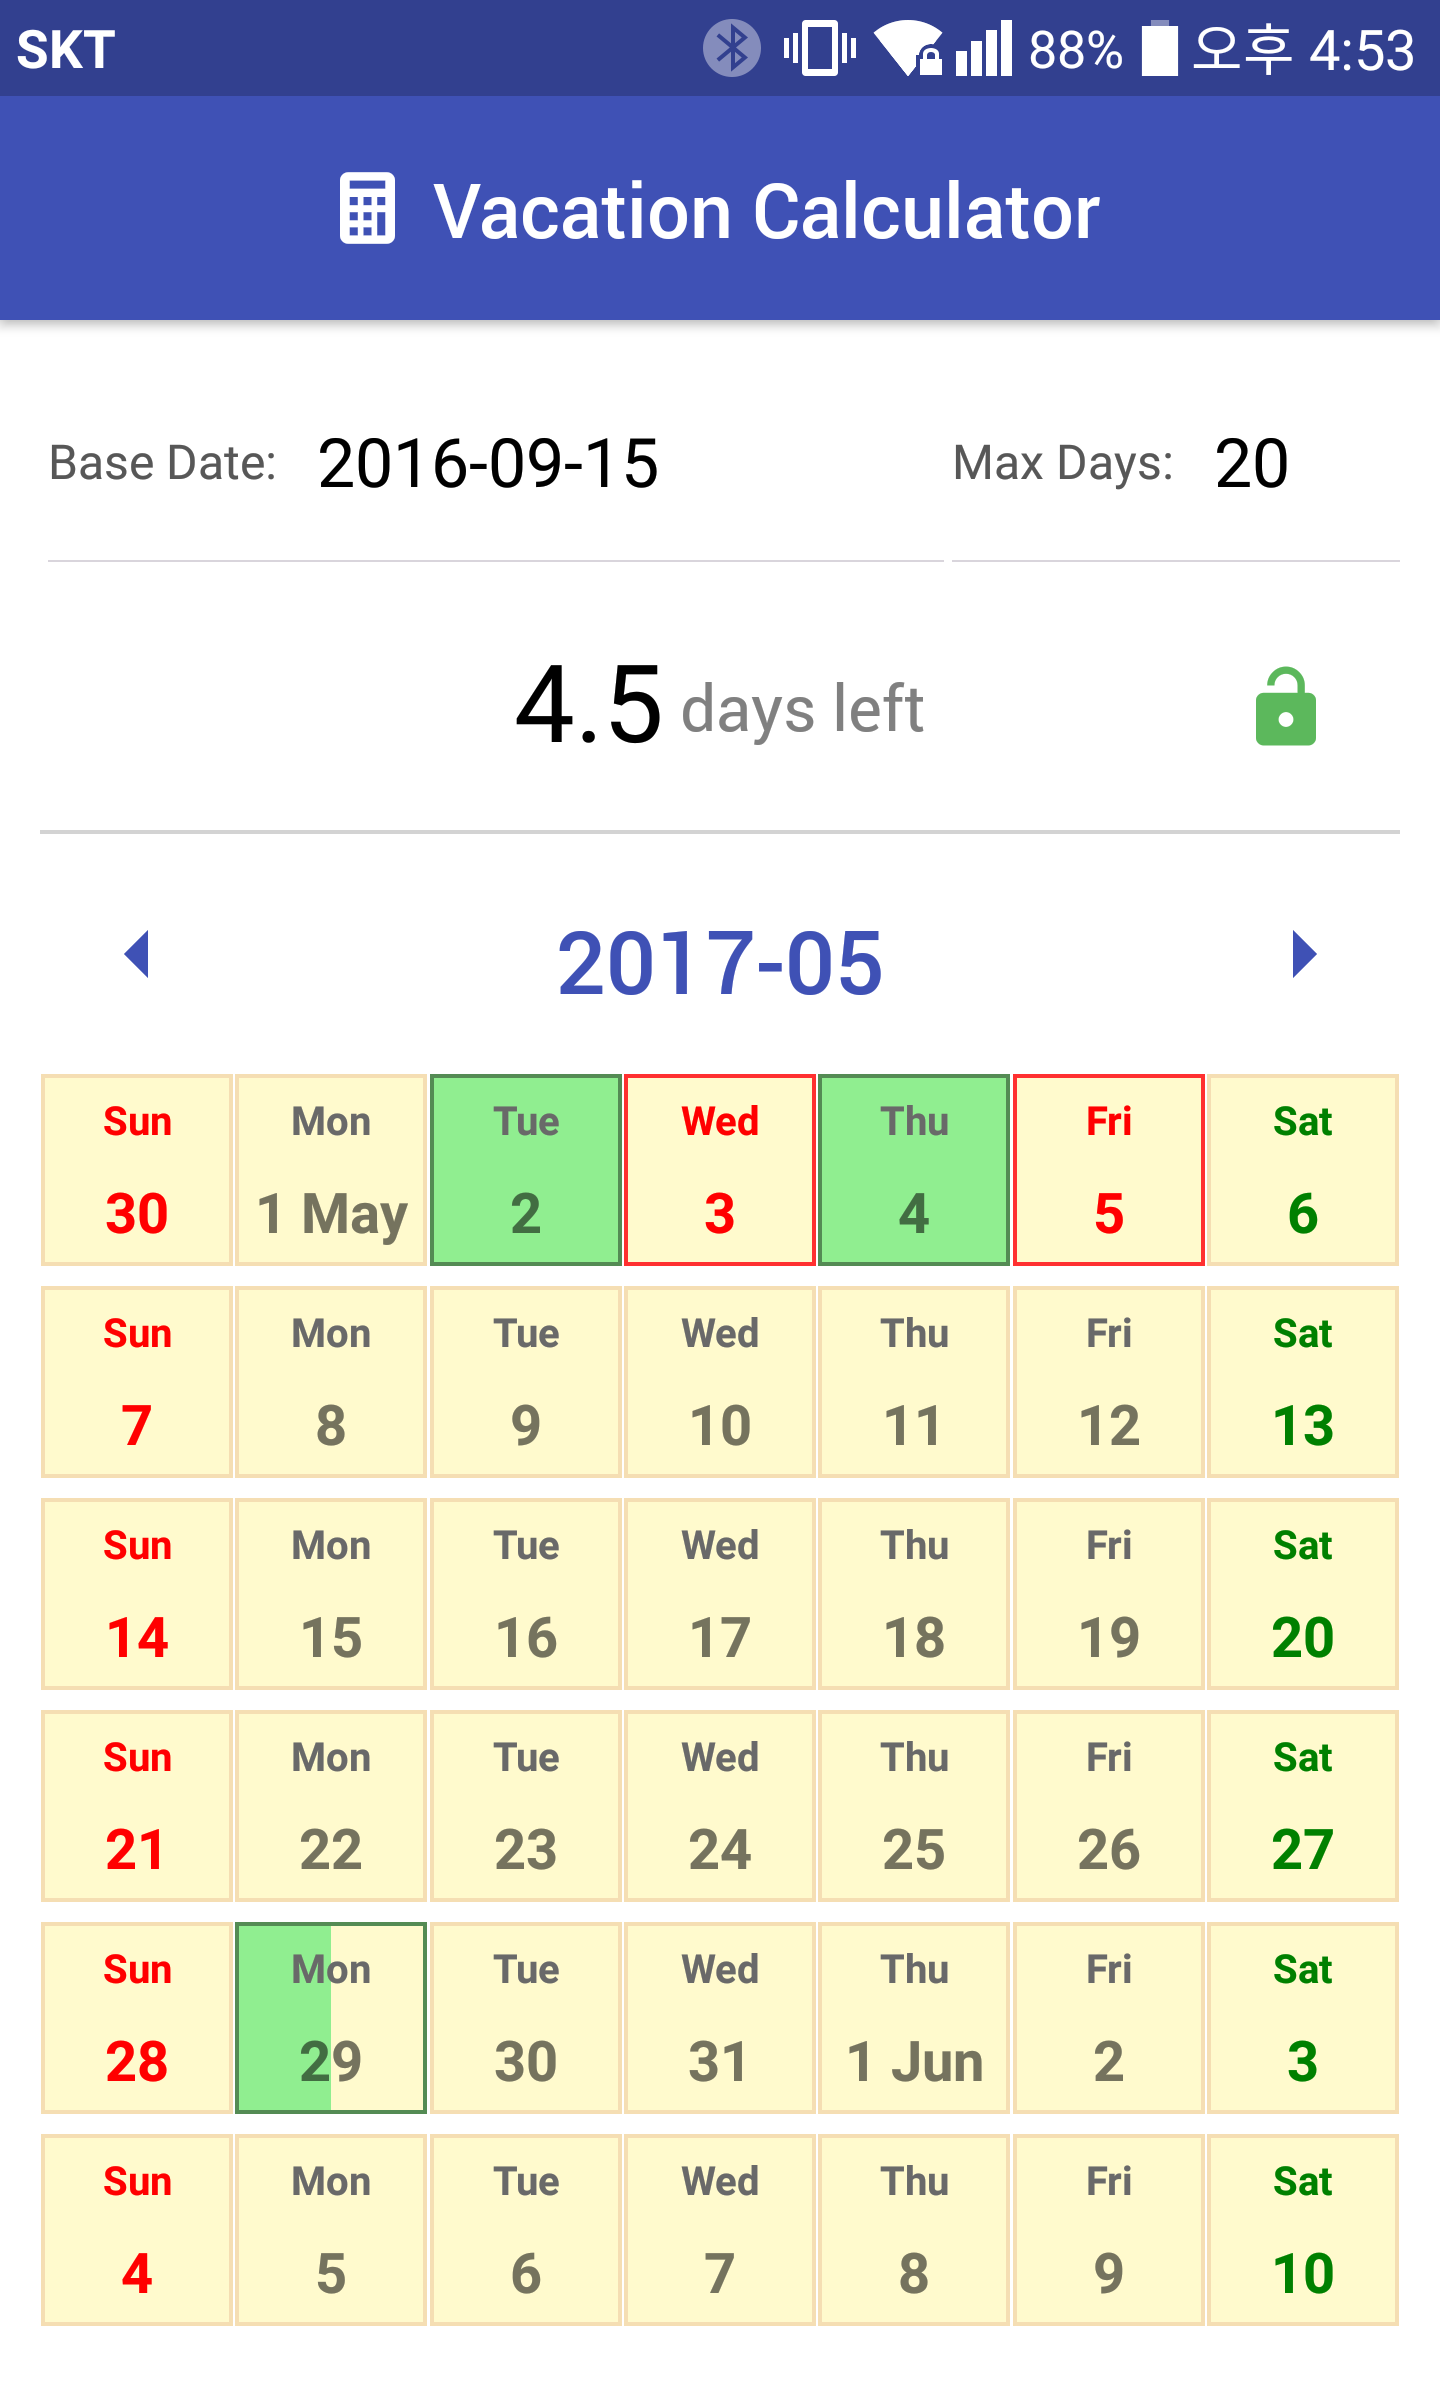 SKT 88% 오후 4:53
Vacation Calculator
Base Date: 2016-09-15 Max Days: 20
4.5 days left
2017-05
Sun Mon Tue Wed Thu Fri Sat
30 1 May 2 3 4 5 6
Sun Mon Tue Wed Thu Fri Sat
7 8 9 10 11 12 13
Sun Mon Tue Wed Thu Fri Sat
14 15 16 17 18 19 20
Sun Mon Tue Wed Thu Fri Sat
21 22 23 24 25 26 27
Sun Mon Tue Wed Thu Fri Sat
28 29 30 31 1 Jun 2 3
Sun Mon Tue Wed Thu Fri Sat
4 5 6 7 8 9 10